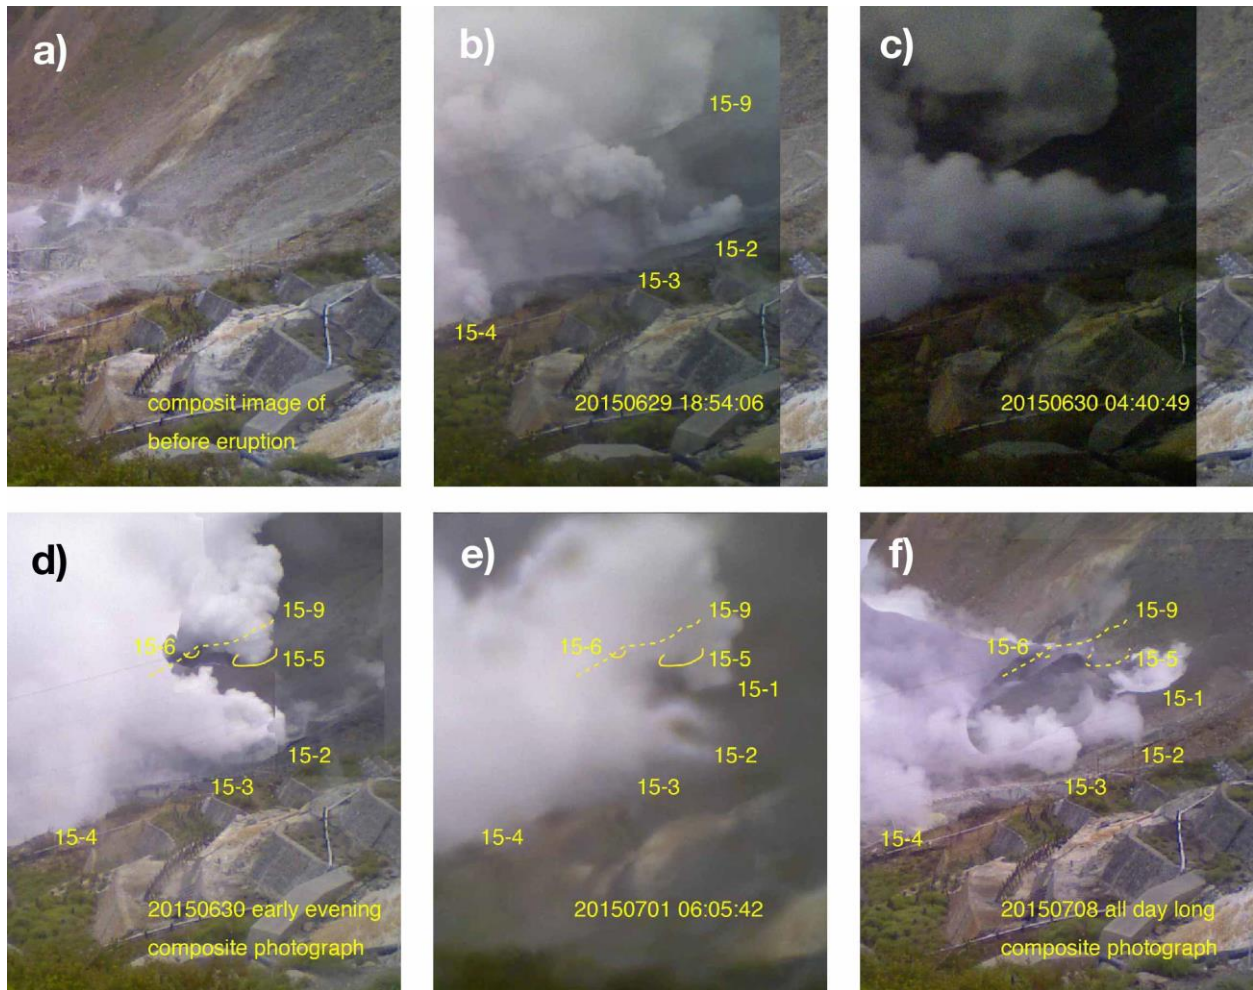 a)
composit image of
before eruption
b)
15-9
15-2
15-3
15-4
20150629 18:54:06
c)
20150630 04:40:49
d)
15-9
15-6
15-5
15-2
15-3
15-4
20150630 early evening
composite photograph
e)
15-9
15-6
15-5
15-1
15-2
15-3
15-4
20150701 06:05:42
f)
15-9
15-6
15-5
15-1
15-2
15-3
15-4
20150708 all day long
composite photograph